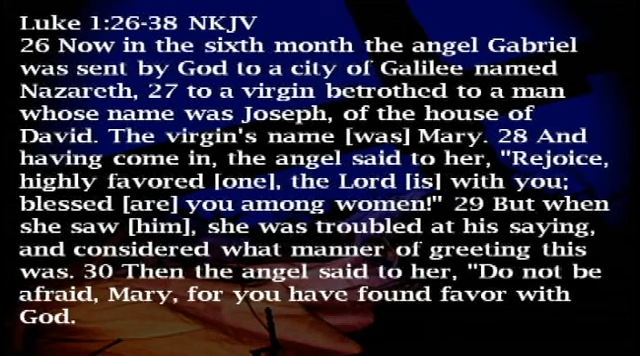 Luke 1:26-38 NKJV
26 Now in the sixth month the angel Gabriel
was sent by God to a city of Galilee named
Nazareth, 27 to a virgin betrothed to a man
whose name was Joseph, of the house of
David. The virgin's name [was] Mary. 28 And
having come in, the angel said to her, "Rejoice,
highly favored [one], the Lord [is] with you;
blessed [are] you among women!" 29 But when
she saw [him], she was troubled at his saying,
and considered what manner of greeting this
was. 30 Then the angel said to her, "Do not be
afraid, Mary, for you have found favor with
God.